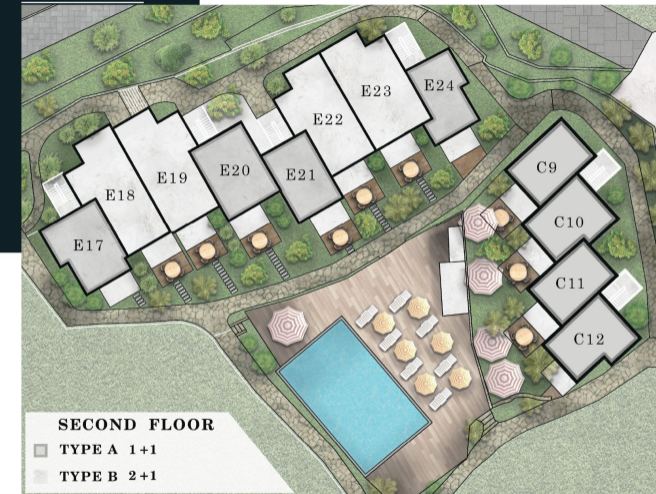 E24
E23
E22
C9
E21
E20
E19
E18
C10
E17
C11
C12
SECOND FLOOR
TYPE A 1+1
TYPE B 2+1